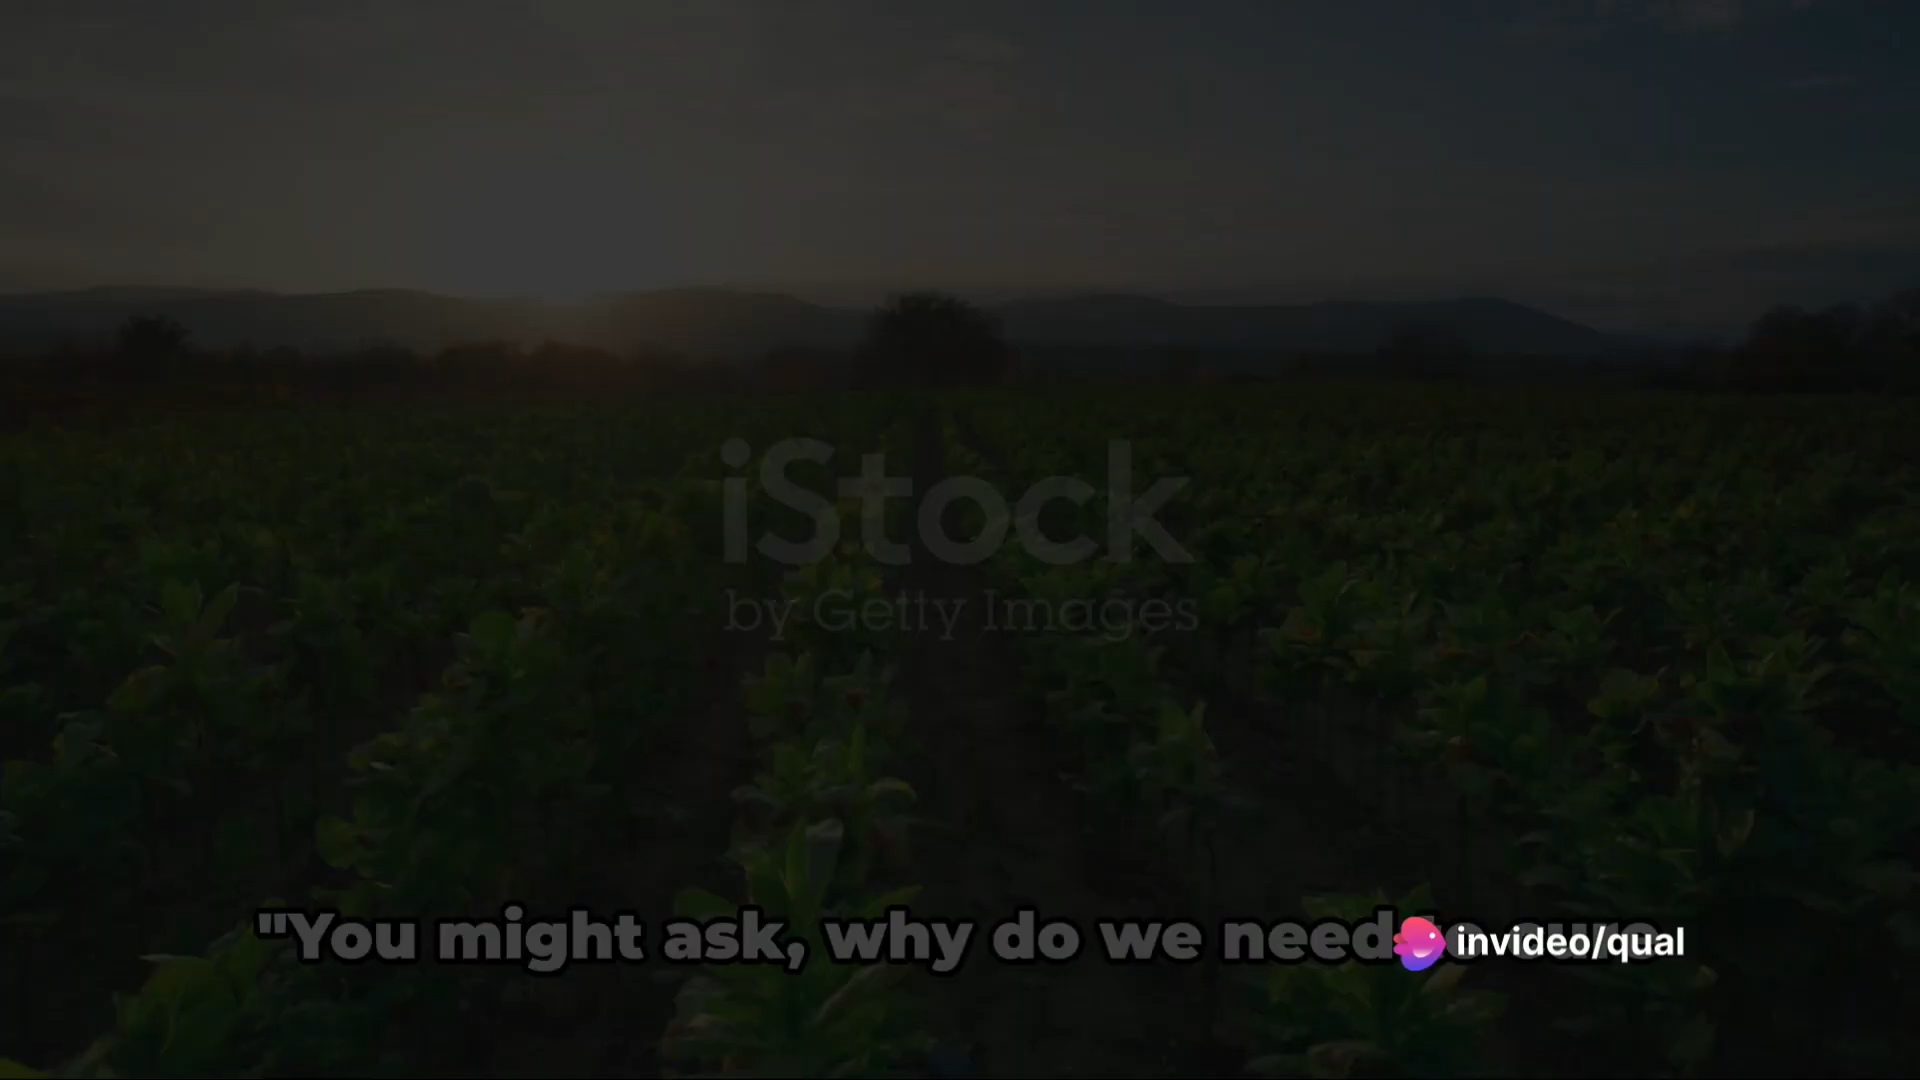 iStock
by Getty Images
"You might ask, why do we need
invideo/qual